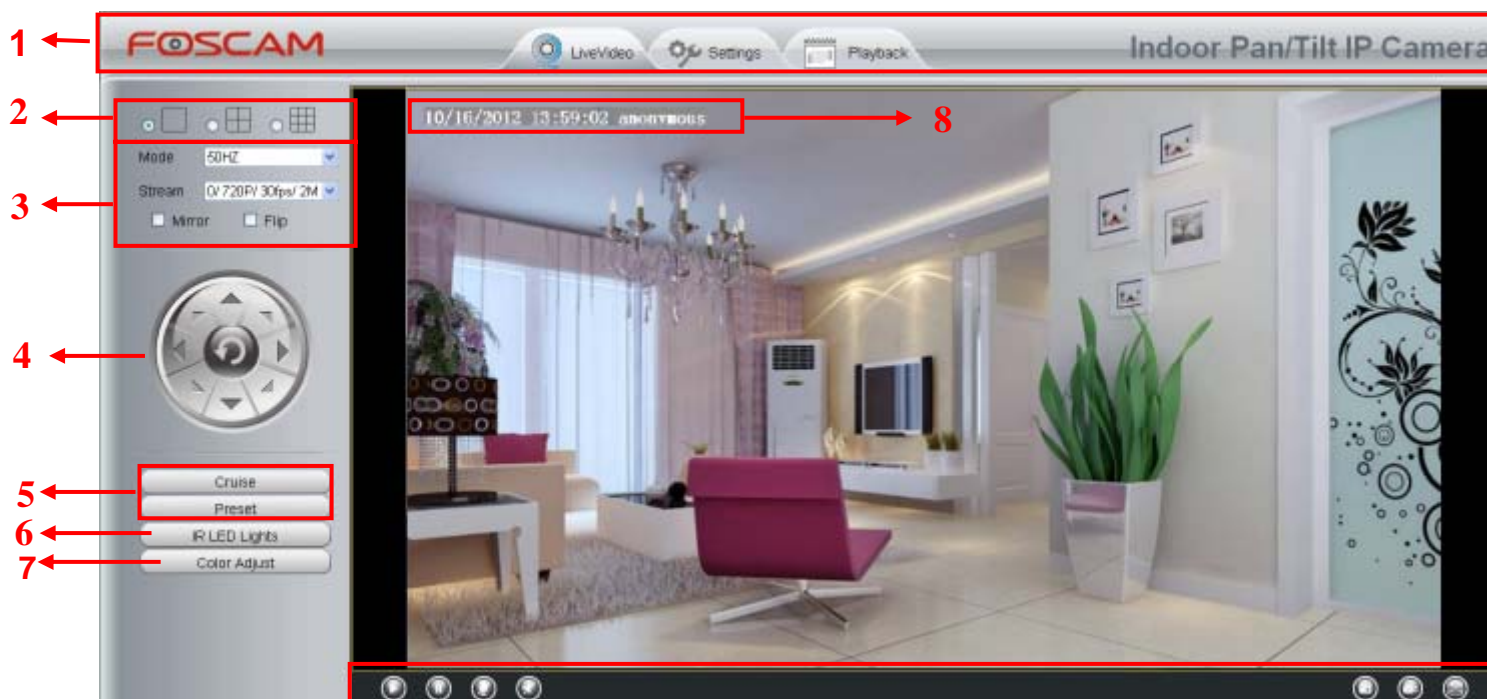 1
FOSCAM
LiveVideo
Settings
Playback
Indoor Pan/Tilt IP Camera
2
10/16/2012 13:59:02 anonymous
8
Mode 50HZ
Stream 0/ 720P/ 30fps/ 2M
3
Mirror Flip
4
Cruise
5
Preset
6
IR LED Lights
7
Color Adjust